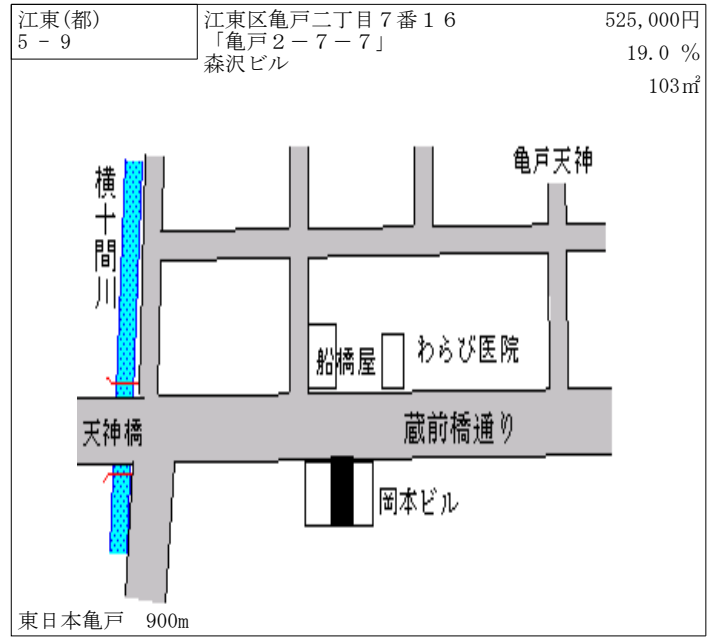 江東(都)
5 - 9
江東区亀戸二丁目７番１６
「亀戸２－７－７」
森沢ビル
525,000円
19.0 %
103㎡
亀戸天神
横十間川
船橋屋
わらび医院
天神橋
蔵前橋通り
岡本ビル
東日本亀戸 900m